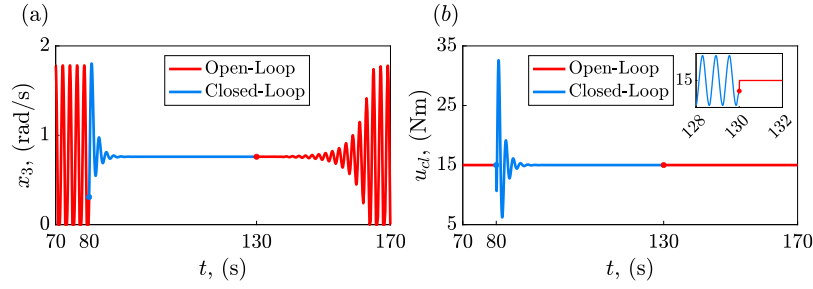 (a)
2
1
0
x₃, (rad/s)
Open-Loop
Closed-Loop
70 80 130 170
t, (s)
(b)
35
25
15
5
u_cl, (Nm)
Open-Loop
Closed-Loop
15
128 130 132
70 80 130 170
t, (s)